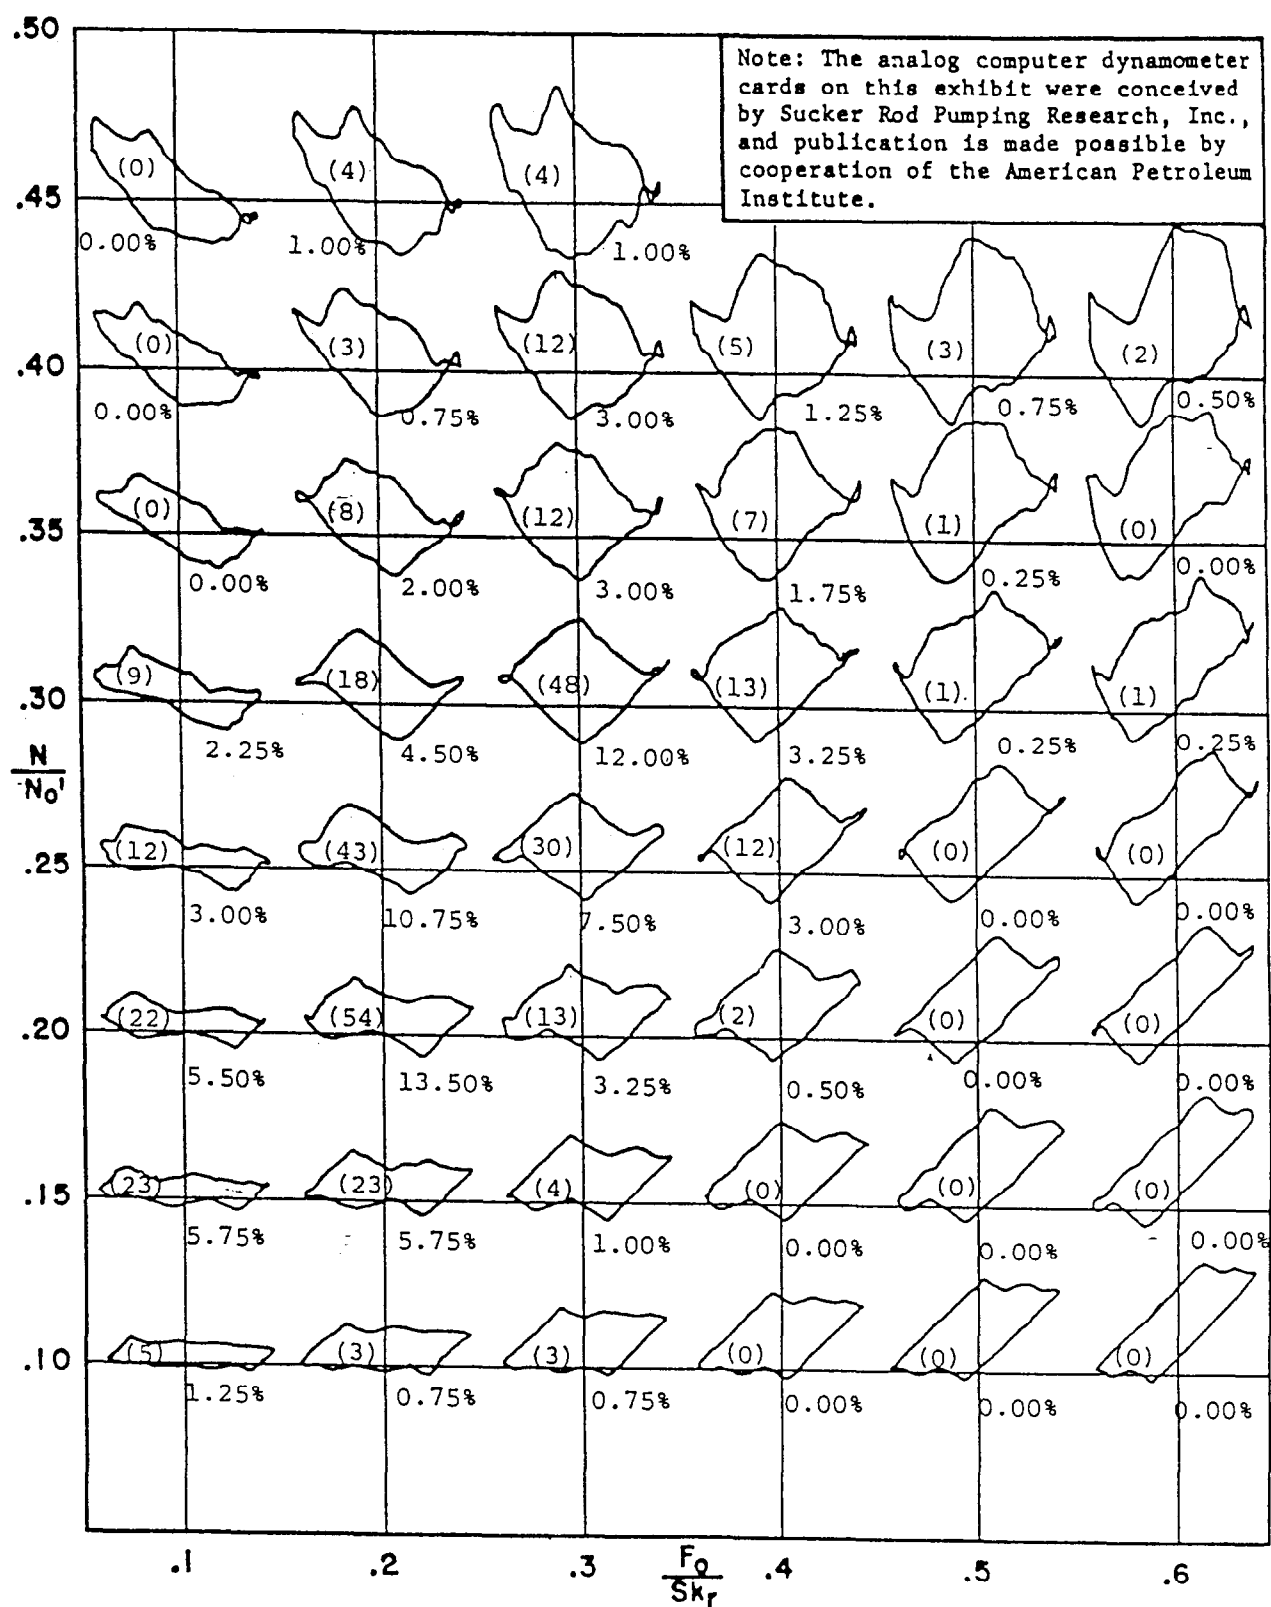 .50
Note: The analog computer dynamometer
cards on this exhibit were conceived
by Sucker Rod Pumping Research, Inc.,
and publication is made possible by
cooperation of the American Petroleum
Institute.
(0) (4) (4)
.45
0.00% 1.00% 1.00%
(0) (3) (12) (5) (3) (2)
.40
0.00% 0.75% 3.00% 1.25% 0.75% 0.50%
(0) (8) (12) (7) (1) (0)
.35
0.00% 2.00% 3.00% 1.75% 0.25% 0.00%
(9) (18) (48) (13) (1) (1)
.30
2.25% 4.50% 12.00% 3.25% 0.25% 0.25%
N
No'
(12) (43) (30) (12) (0) (0)
.25
3.00% 10.75% 7.50% 3.00% 0.00% 0.00%
(22) (54) (13) (2) (0) (0)
.20
5.50% 13.50% 3.25% 0.50% 0.00% 0.00%
(23) (23) (4) (0) (0) (0)
.15
5.75% 5.75% 1.00% 0.00% 0.00% 0.00%
(5) (3) (3) (0) (0) (0)
.10
1.25% 0.75% 0.75% 0.00% 0.00% 0.00%
.1 .2 .3 .4 .5 .6
Fo
Skr